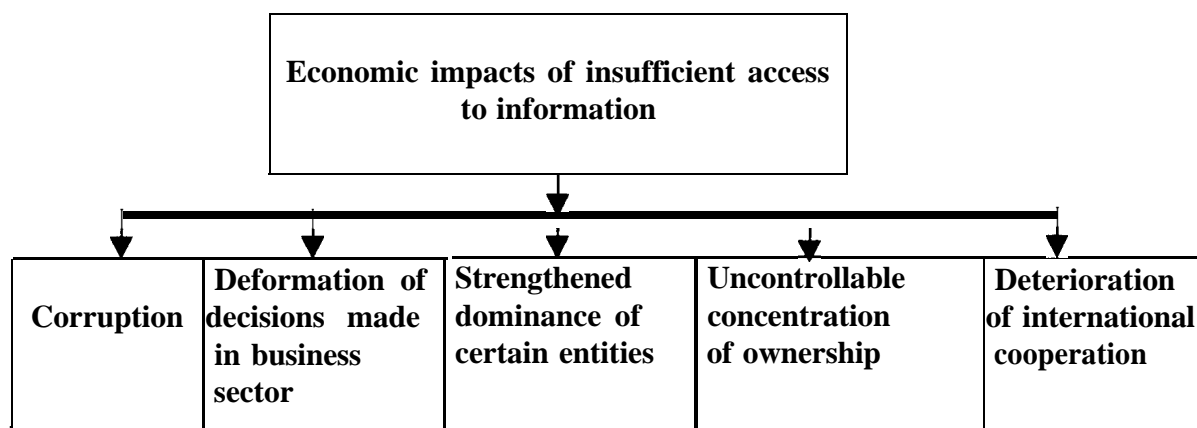 Economic impacts of insufficient access
to information
Corruption
Deformation of
decisions made
in business
sector
Strengthened
dominance of
certain entities
Uncontrollable
concentration
of ownership
Deterioration
of international
cooperation